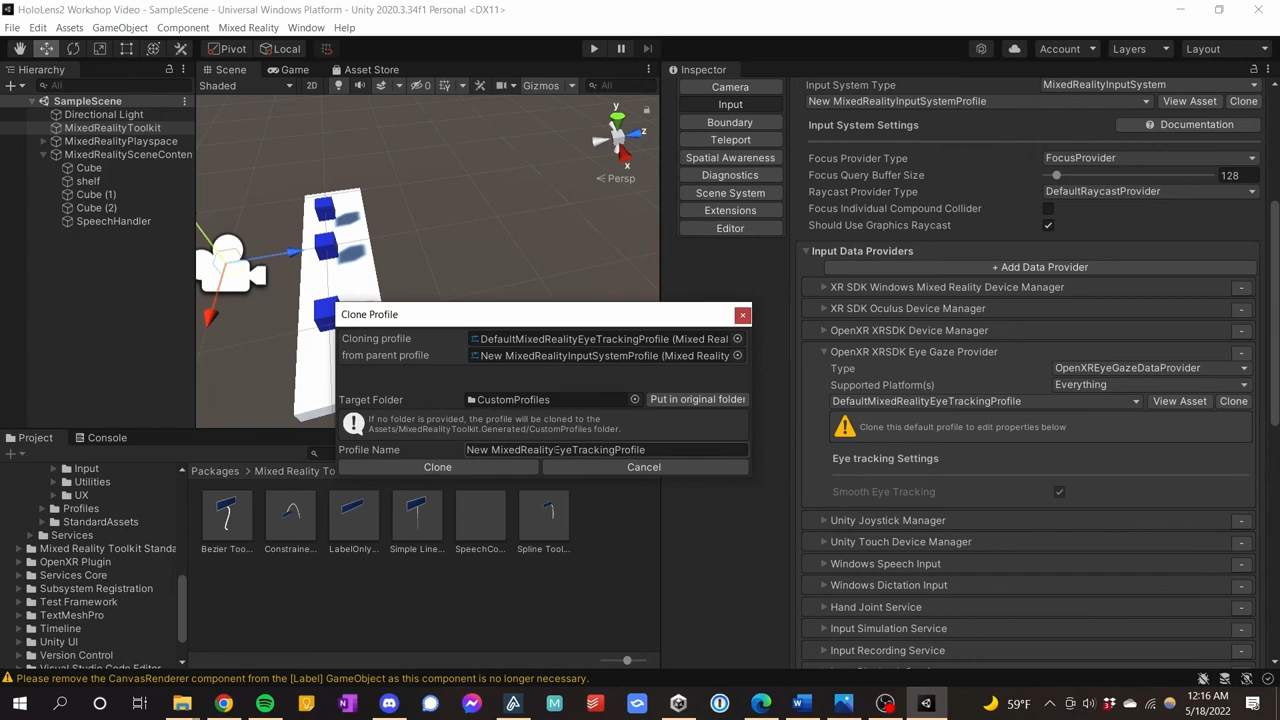 HoloLens2 Workshop Video - SampleScene - Universal Windows Platform - Unity 2020.3.34f1 Personal <DX11>
File Edit Assets GameObject Component Mixed Reality Window Help
Pivot Local Account Layers Layout
Hierarchy
All
SampleScene
Directional Light
MixedRealityToolkit
MixedRealityPlayspace
MixedRealitySceneConten
Cube
shelf
Cube (1)
Cube (2)
SpeechHandler
Scene Game Asset Store
Shaded 2D 0 Gizmos All
y
z
x
Persp
Inspector
Camera
Input
Boundary
Teleport
Spatial Awareness
Diagnostics
Scene System
Extensions
Editor
Input System Type MixedRealityInputSystem
New MixedRealityInputSystemProfile View Asset Clone
Input System Settings Documentation
Focus Provider Type FocusProvider
Focus Query Buffer Size 128
Raycast Provider Type DefaultRaycastProvider
Focus Individual Compound Collider
Should Use Graphics Raycast
Input Data Providers
+ Add Data Provider
XR SDK Windows Mixed Reality Device Manager -
XR SDK Oculus Device Manager -
OpenXR XRSDK Device Manager -
OpenXR XRSDK Eye Gaze Provider -
Type OpenXREyeGazeDataProvider
Supported Platform(s) Everything
DefaultMixedRealityEyeTrackingProfile View Asset Clone
Clone this default profile to edit properties below
Eye tracking Settings
Smooth Eye Tracking
Unity Joystick Manager -
Unity Touch Device Manager -
Windows Speech Input -
Windows Dictation Input -
Hand Joint Service -
Input Simulation Service -
Input Recording Service -
Clone Profile
Cloning profile DefaultMixedRealityEyeTrackingProfile (Mixed Real
from parent profile New MixedRealityInputSystemProfile (Mixed Reality
Target Folder CustomProfiles Put in original folder
If no folder is provided, the profile will be cloned to the
Assets/MixedRealityToolkit.Generated/CustomProfiles folder.
Profile Name New MixedRealityEyeTrackingProfile
Clone Cancel
Project Console
Input
Utilities
UX
Profiles
StandardAssets
Services
Mixed Reality Toolkit Standa
OpenXR Plugin
Services Core
Subsystem Registration
Test Framework
TextMeshPro
Timeline
Unity UI
Version Control
Visual Studio Code Editor
Packages Mixed Reality To
Bezier Too... Constraine... LabelOnly... Simple Line... SpeechCo... Spline Tool...
Please remove the CanvasRenderer component from the [Label] GameObject as this component is no longer necessary.
59°F
12:16 AM
5/18/2022